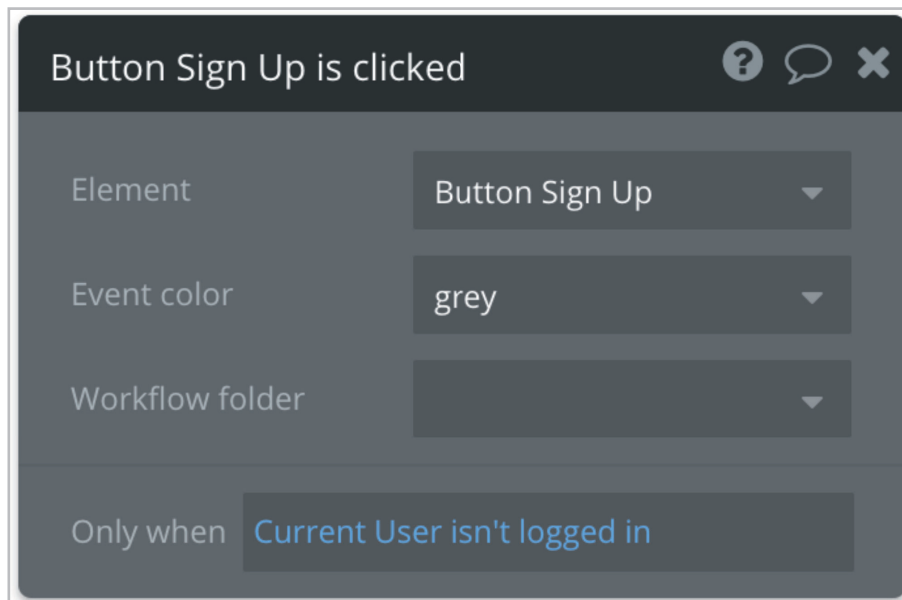 Button Sign Up is clicked
Element
Button Sign Up
Event color
grey
Workflow folder
Only when Current User isn't logged in